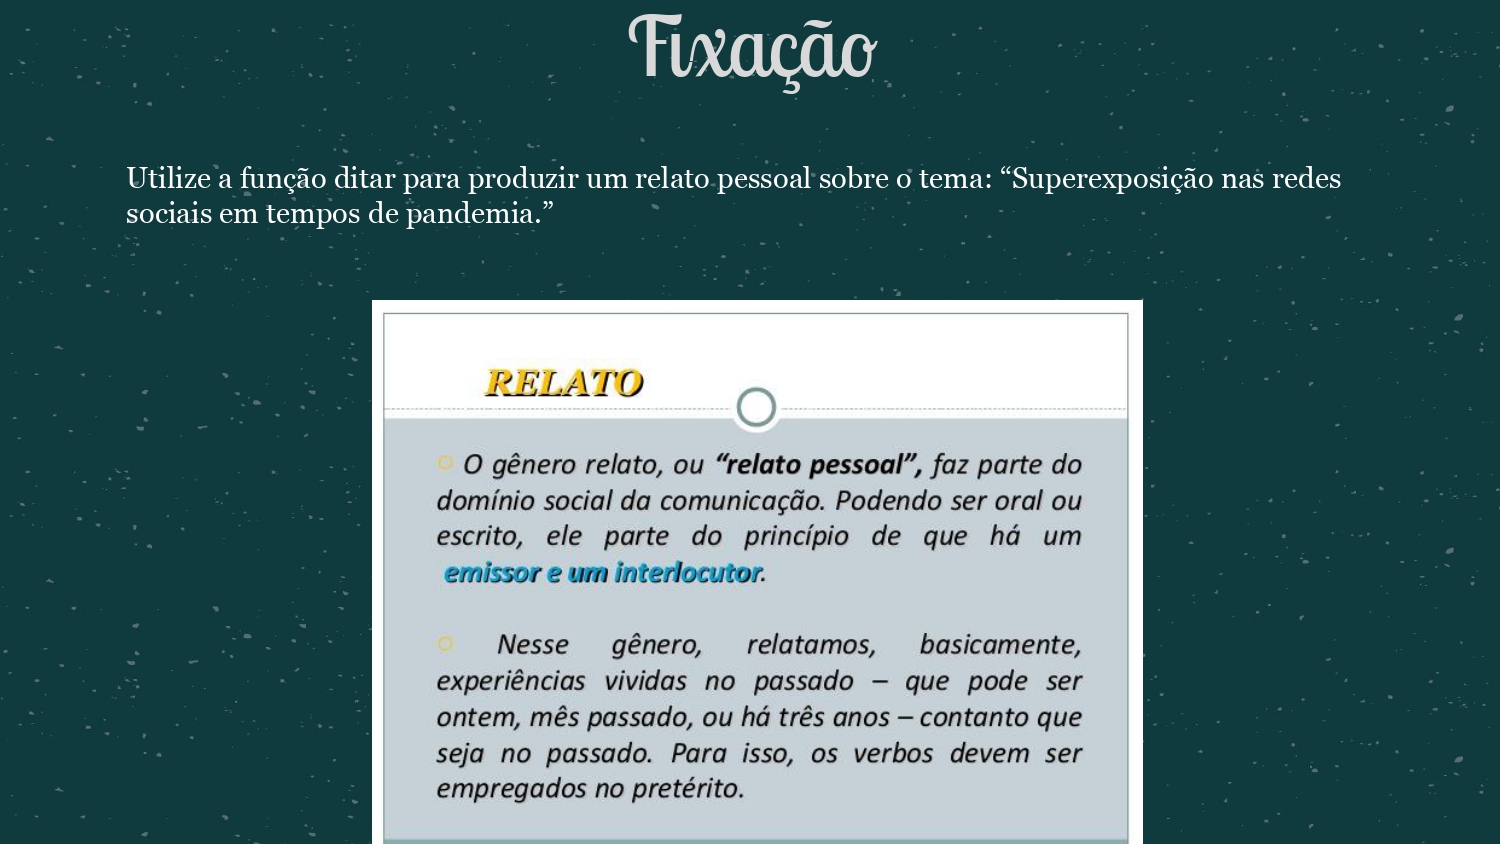 Fixação
Utilize a função ditar para produzir um relato pessoal sobre o tema: “Superexposição nas redes
sociais em tempos de pandemia.”
RELATO
O gênero relato, ou “relato pessoal”, faz parte do
domínio social da comunicação. Podendo ser oral ou
escrito, ele parte do princípio de que há um
emissor e um interlocutor.
Nesse gênero, relatamos, basicamente,
experiências vividas no passado – que pode ser
ontem, mês passado, ou há três anos – contanto que
seja no passado. Para isso, os verbos devem ser
empregados no pretérito.